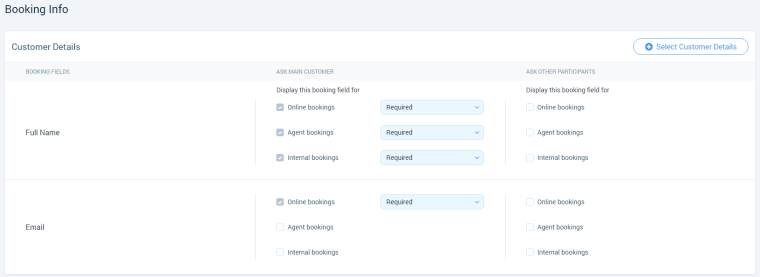 Booking Info
Customer Details
Select Customer Details
BOOKING FIELDS ASK MAIN CUSTOMER ASK OTHER PARTICIPANTS
Display this booking field for Display this booking field for
Online bookings Required Online bookings
Full Name Agent bookings Required Agent bookings
Internal bookings Required Internal bookings
Online bookings Required Online bookings
Email Agent bookings Agent bookings
Internal bookings Internal bookings